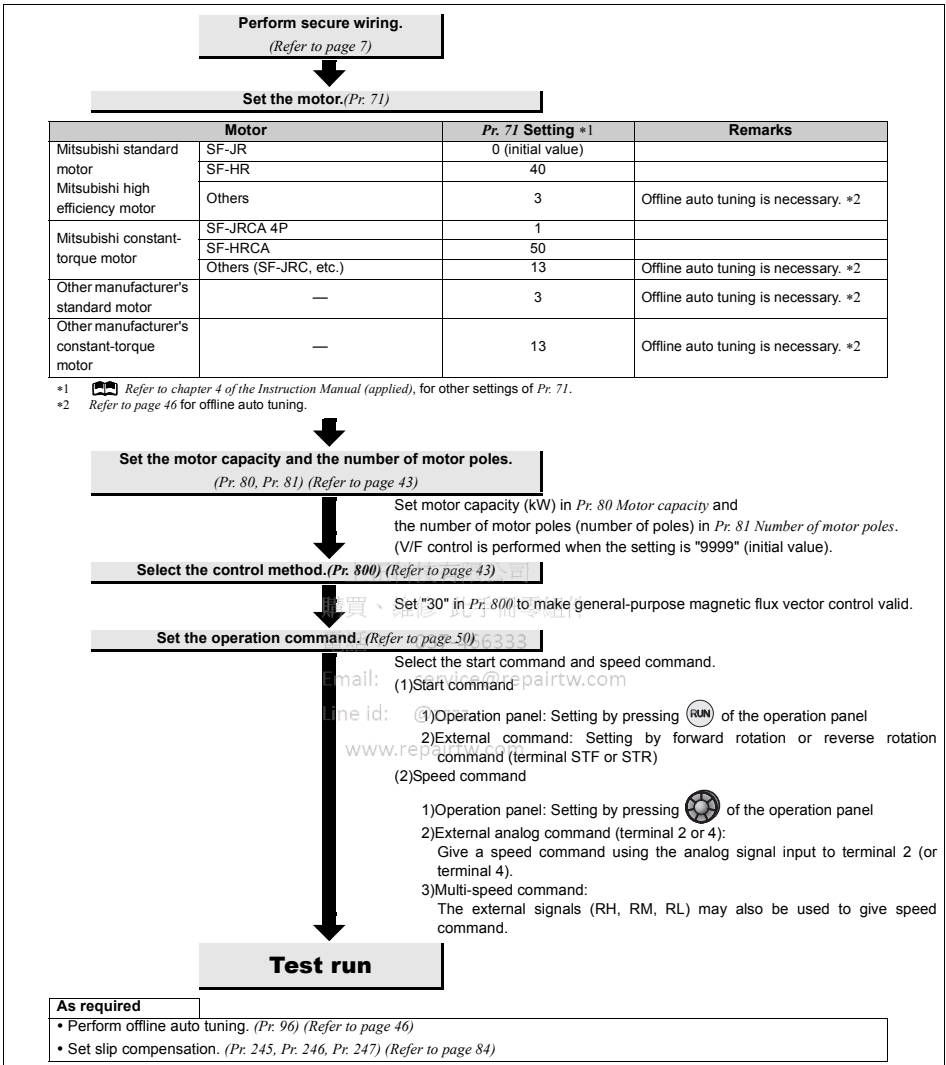 Perform secure wiring.
(Refer to page 7)
Set the motor.(Pr. 71)
Motor Pr. 71 Setting *1 Remarks
Mitsubishi standard motor Mitsubishi high efficiency motor SF-JR 0 (initial value)
SF-HR 40
Others 3 Offline auto tuning is necessary. *2
Mitsubishi constant-torque motor SF-JRCA 4P 1
SF-HRCA 50
Others (SF-JRC, etc.) 13 Offline auto tuning is necessary. *2
Other manufacturer's standard motor — 3 Offline auto tuning is necessary. *2
Other manufacturer's constant-torque motor — 13 Offline auto tuning is necessary. *2
*1 Refer to chapter 4 of the Instruction Manual (applied), for other settings of Pr. 71.
*2 Refer to page 46 for offline auto tuning.
Set the motor capacity and the number of motor poles.
(Pr. 80, Pr. 81) (Refer to page 43)
Set motor capacity (kW) in Pr. 80 Motor capacity and
the number of motor poles (number of poles) in Pr. 81 Number of motor poles.
(V/F control is performed when the setting is "9999" (initial value).
Select the control method.(Pr. 800) (Refer to page 43)
Set "30" in Pr. 800 to make general-purpose magnetic flux vector control valid.
購買、維修 此手冊零組件
Set the operation command. (Refer to page 50)
Select the start command and speed command.
Email: service@repairtw.com
(1)Start command
Line id:
1)Operation panel: Setting by pressing RUN of the operation panel
2)External command: Setting by forward rotation or reverse rotation
www.repairtw.com
command (terminal STF or STR)
(2)Speed command
1)Operation panel: Setting by pressing of the operation panel
2)External analog command (terminal 2 or 4):
Give a speed command using the analog signal input to terminal 2 (or
terminal 4).
3)Multi-speed command:
The external signals (RH, RM, RL) may also be used to give speed
command.
Test run
As required
• Perform offline auto tuning. (Pr. 96) (Refer to page 46)
• Set slip compensation. (Pr. 245, Pr. 246, Pr. 247) (Refer to page 84)